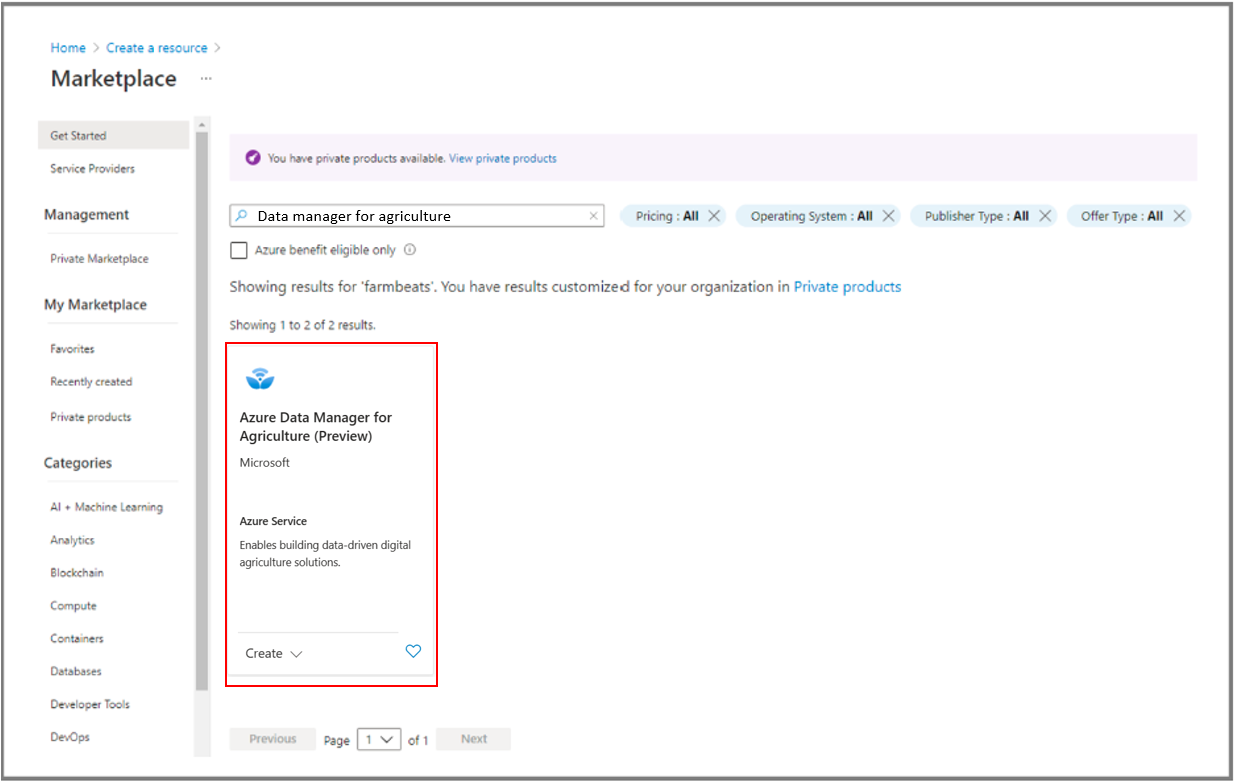 Home > Create a resource >
Marketplace ...
Get Started
Service Providers
Management
Private Marketplace
My Marketplace
Favorites
Recently created
Private products
Categories
AI + Machine Learning
Analytics
Blockchain
Compute
Containers
Databases
Developer Tools
DevOps
You have private products available. View private products
Data manager for agriculture
Pricing : All
Operating System : All
Publisher Type : All
Offer Type : All
Azure benefit eligible only
Showing results for 'farmbeats'. You have results customized for your organization in Private products
Showing 1 to 2 of 2 results.
Azure Data Manager for
Agriculture (Preview)
Microsoft
Azure Service
Enables building data-driven digital
agriculture solutions.
Create
Previous Page 1 of 1 Next